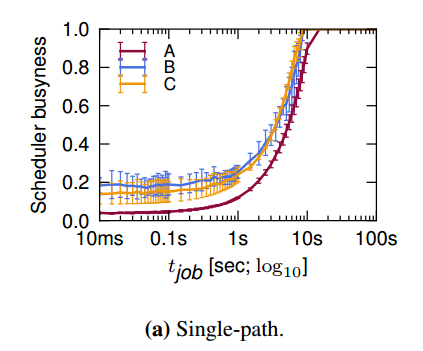 1.0
0.8
0.6
0.4
0.2
0.0
Scheduler busyness
A
B
C
10ms 0.1s 1s 10s 100s
t_job [sec; log₁₀]
(a) Single-path.